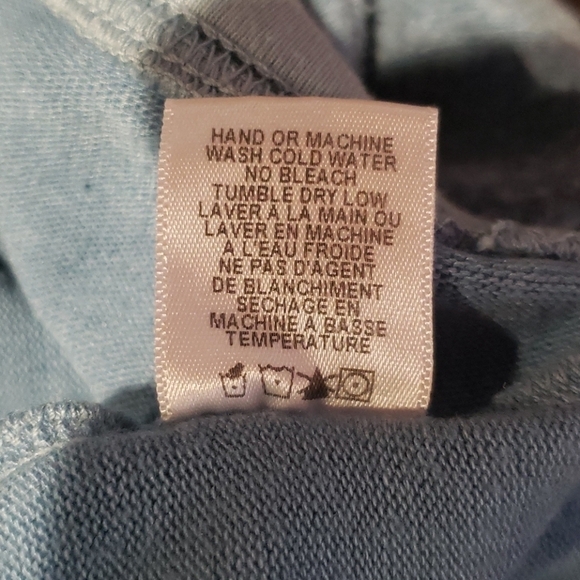 HAND OR MACHINE
WASH COLD WATER
NO BLEACH
TUMBLE DRY LOW
LAVER À LA MAIN OU
LAVER EN MACHINE
A L'EAU FROIDE
NE PAS D'AGENT
DE BLANCHIMENT
SECHAGE EN
MACHINE À BASSE
TEMPERATURE